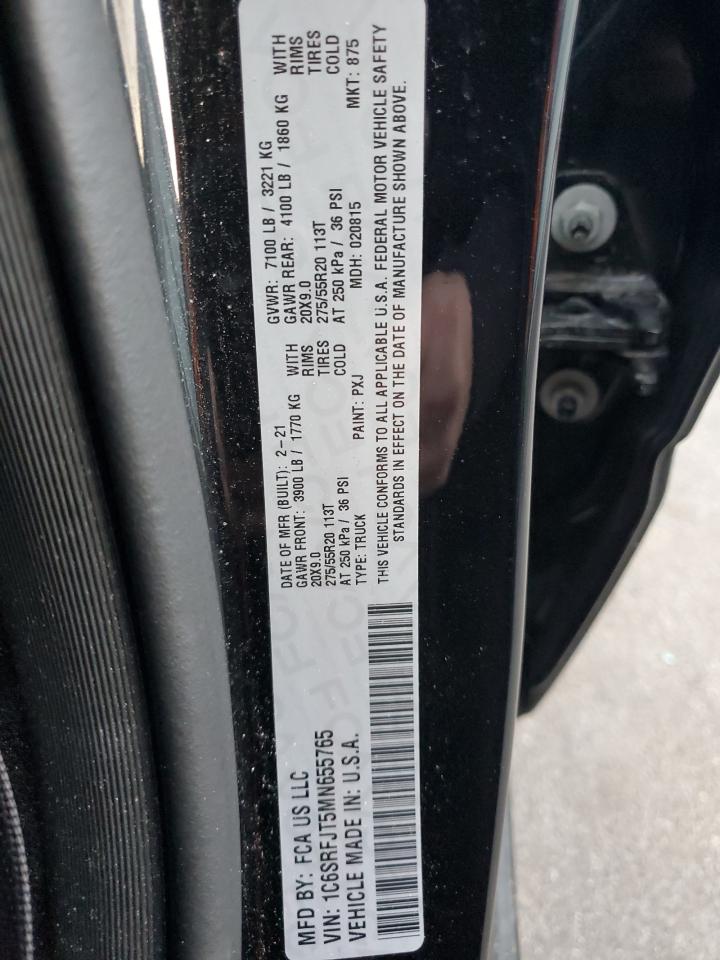 MFD BY: FCA US LLC
DATE OF MFR (BUILT): 2-21
GVWR: 7100 LB / 3221 KG
GAWR FRONT: 3900 LB / 1770 KG WITH
GAWR REAR: 4100 LB / 1860 KG WITH
20X9.0 RIMS
20X9.0 RIMS
275/55R20 113T TIRES
275/55R20 113T TIRES
AT 250 kPa / 36 PSI COLD
AT 250 kPa / 36 PSI COLD
TYPE: TRUCK PAINT: PXJ MDH: 020815 MKT: 875
VIN: 1C6SRFJT5MN655765
VEHICLE MADE IN: U.S.A.
THIS VEHICLE CONFORMS TO ALL APPLICABLE U.S.A. FEDERAL MOTOR VEHICLE SAFETY
STANDARDS IN EFFECT ON THE DATE OF MANUFACTURE SHOWN ABOVE.